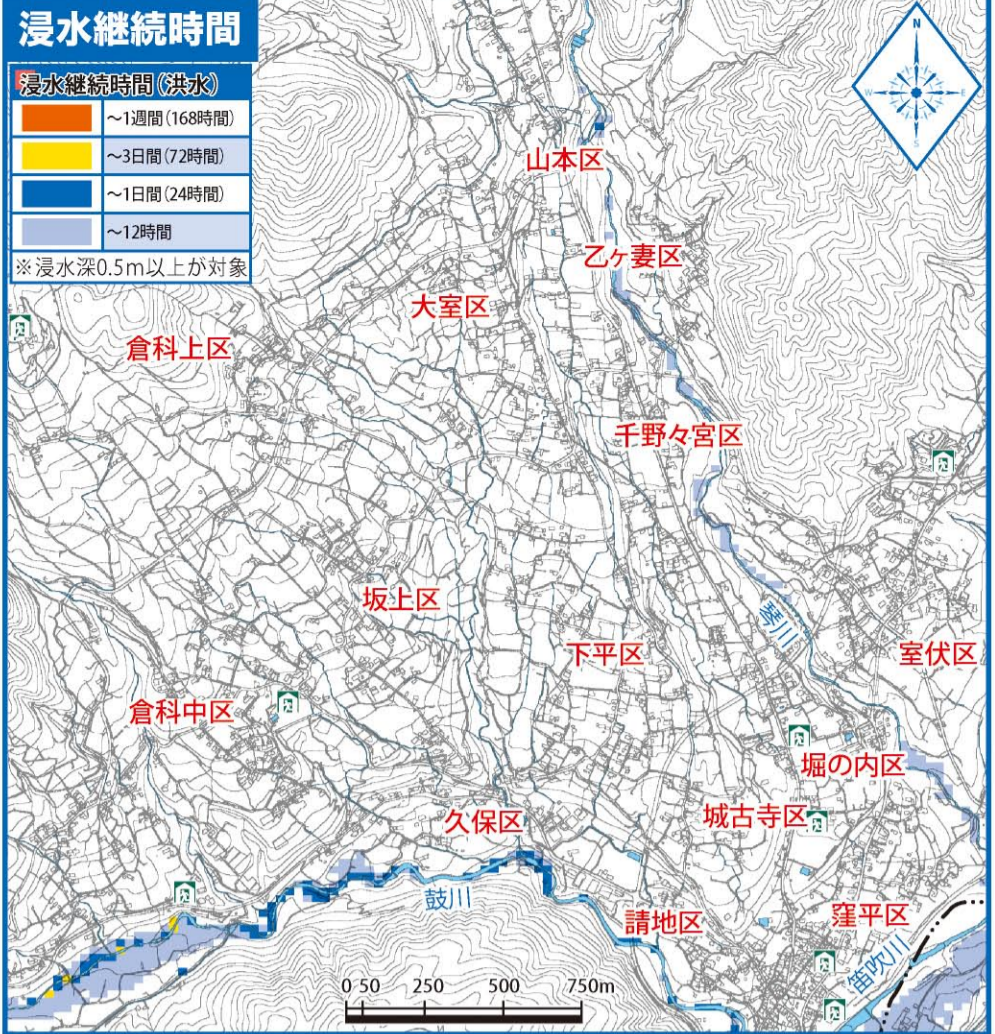 浸水継続時間
浸水継続時間(洪水)
～1週間(168時間)
～3日間(72時間)
～1日間(24時間)
～12時間
※浸水深0.5m以上が対象
N
W
E
S
山本区
乙ヶ妻区
大室区
倉科上区
千野々宮区
坂上区
琴川
下平区
室伏区
倉科中区
堀の内区
久保区
城古寺区
鼓川
請地区
窪平区
笛吹川
0 50 250 500 750m